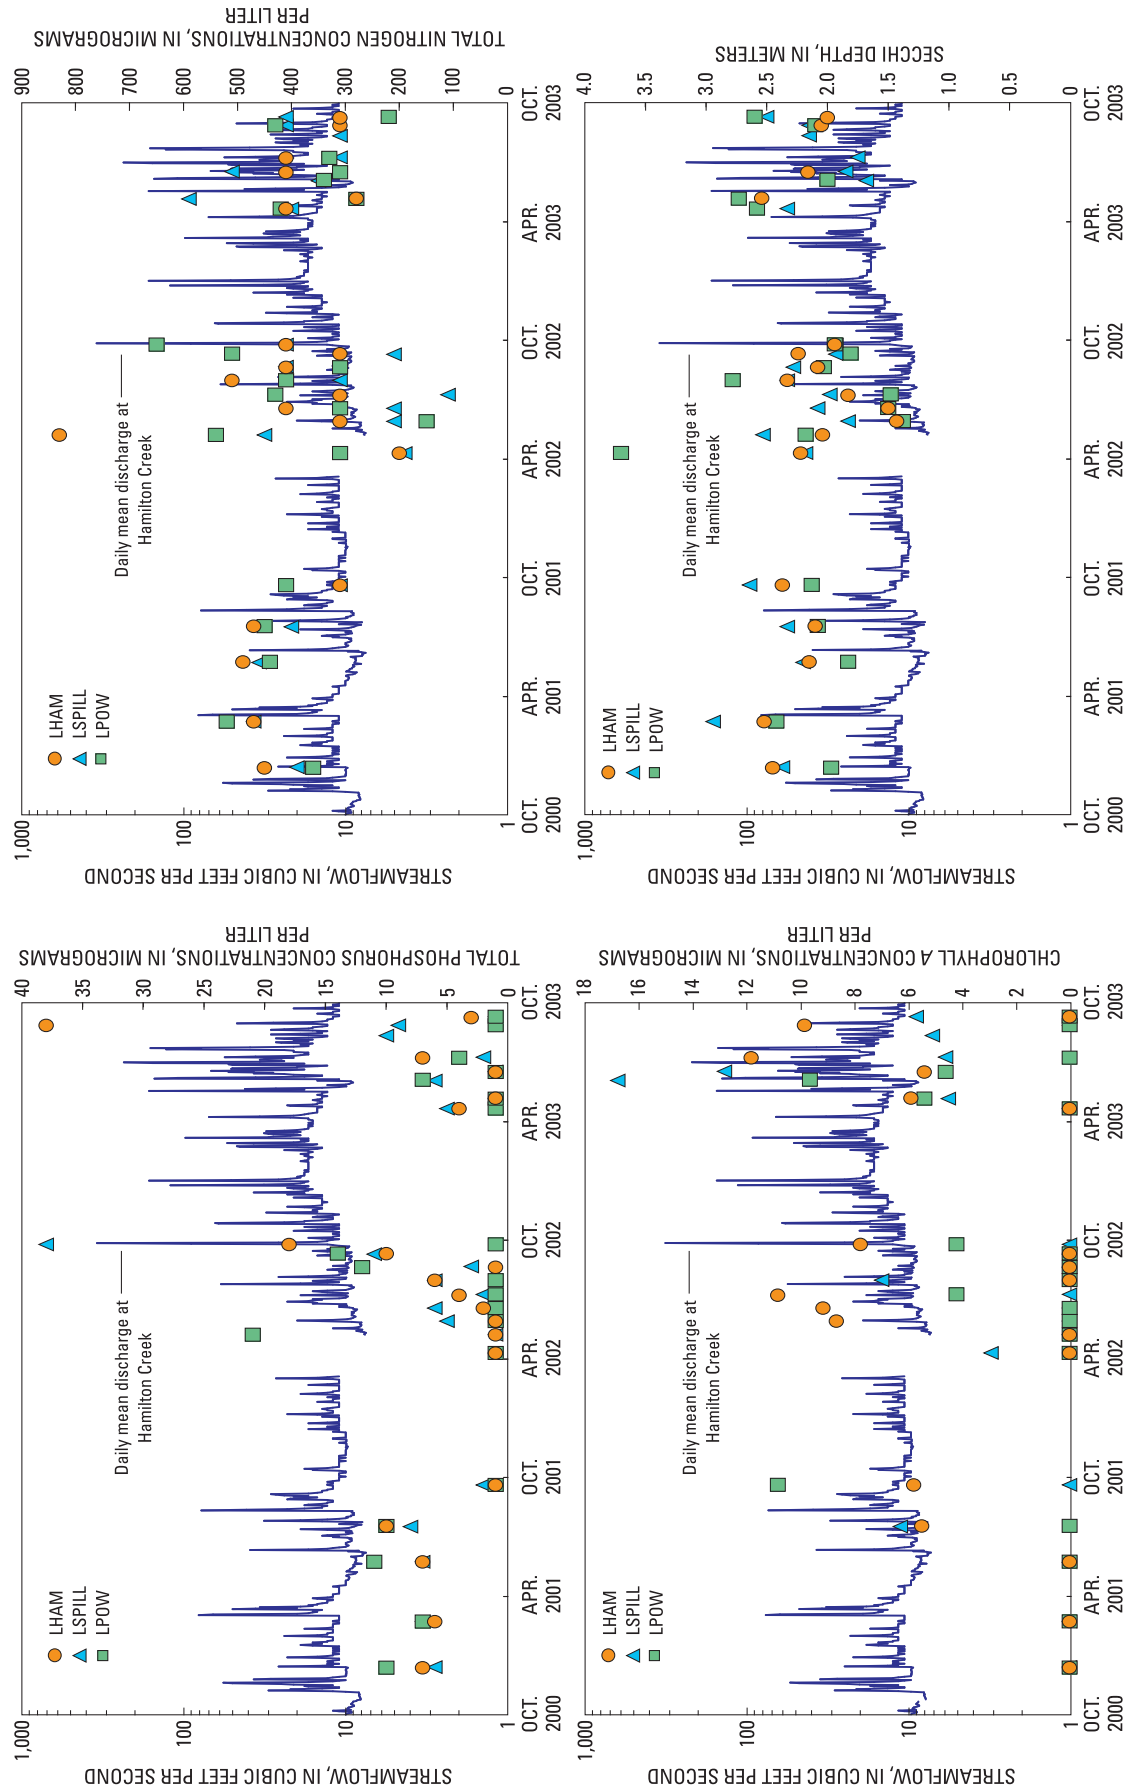 STREAMFLOW, IN CUBIC FEET PER SECOND
1,000
100
10
1
LHAM
LSPILL
LPOW
Daily mean discharge at
Hamilton Creek
40
35
30
25
20
15
10
5
0
TOTAL PHOSPHORUS CONCENTRATIONS, IN MICROGRAMS
PER LITER
OCT.
2000
APR.
2001
OCT.
2001
APR.
2002
OCT.
2002
APR.
2003
OCT.
2003
STREAMFLOW, IN CUBIC FEET PER SECOND
1,000
100
10
1
LHAM
LSPILL
LPOW
Daily mean discharge at
Hamilton Creek
900
800
700
600
500
400
300
200
100
0
TOTAL NITROGEN CONCENTRATIONS, IN MICROGRAMS
PER LITER
OCT.
2000
APR.
2001
OCT.
2001
APR.
2002
OCT.
2002
APR.
2003
OCT.
2003
STREAMFLOW, IN CUBIC FEET PER SECOND
1,000
100
10
1
LHAM
LSPILL
LPOW
Daily mean discharge at
Hamilton Creek
18
16
14
12
10
8
6
4
2
0
CHLOROPHYLL A CONCENTRATIONS, IN MICROGRAMS
PER LITER
OCT.
2000
APR.
2001
OCT.
2001
APR.
2002
OCT.
2002
APR.
2003
OCT.
2003
STREAMFLOW, IN CUBIC FEET PER SECOND
1,000
100
10
1
LHAM
LSPILL
LPOW
Daily mean discharge at
Hamilton Creek
4.0
3.5
3.0
2.5
2.0
1.5
1.0
0.5
0
SECCHI DEPTH, IN METERS
OCT.
2000
APR.
2001
OCT.
2001
APR.
2002
OCT.
2002
APR.
2003
OCT.
2003